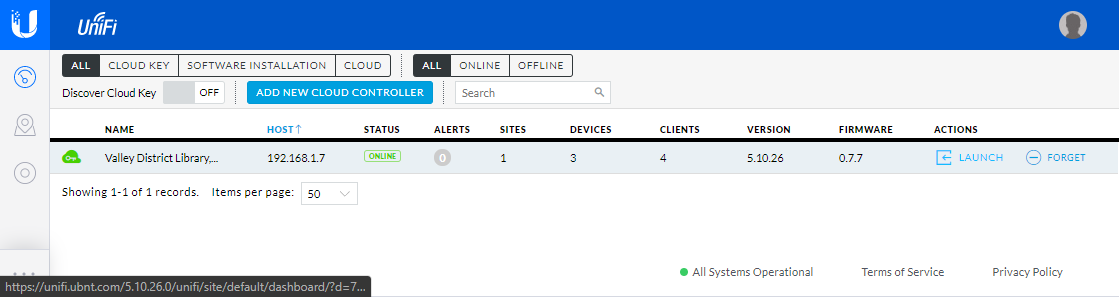 UniFi
ALL CLOUD KEY SOFTWARE INSTALLATION CLOUD ALL ONLINE OFFLINE
Discover Cloud Key OFF ADD NEW CLOUD CONTROLLER Search
NAME HOST↑ STATUS ALERTS SITES DEVICES CLIENTS VERSION FIRMWARE ACTIONS
Valley District Library,... 192.168.1.7 ONLINE 0 1 3 4 5.10.26 0.7.7 LAUNCH FORGET
Showing 1-1 of 1 records. Items per page: 50
All Systems Operational Terms of Service Privacy Policy
https://unifi.ubnt.com/5.10.26.0/unifi/site/default/dashboard/?d=7...